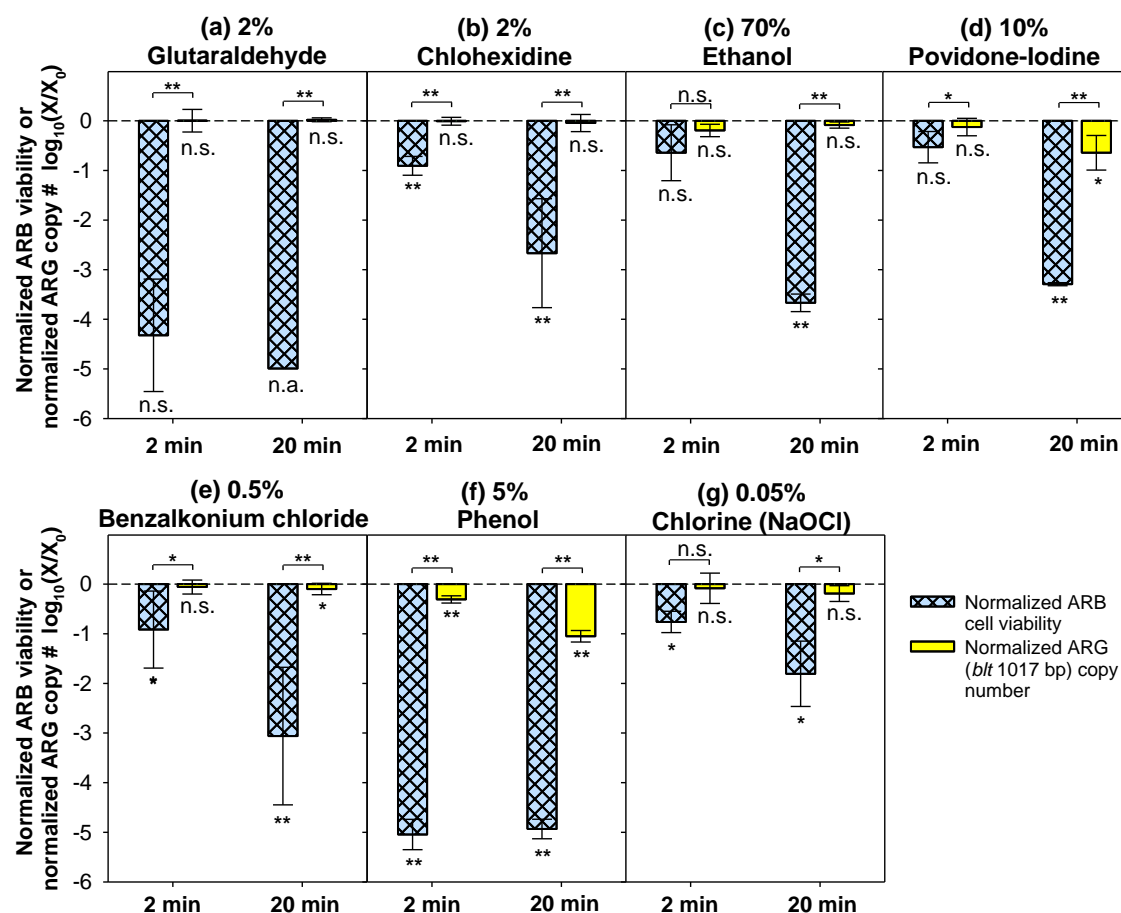 (a) 2%
Glutaraldehyde
(b) 2%
Chlohexidine
(c) 70%
Ethanol
(d) 10%
Povidone-Iodine
Normalized ARB viability or
normalized ARG copy # log10(X/X0)
0
-1
-2
-3
-4
-5
-6
**
n.s.
n.s.
**
n.s.
n.a.
**
n.s.
**
**
n.s.
**
n.s.
n.s.
n.s.
**
n.s.
**
*
n.s.
n.s.
**
*
**
2 min
20 min
2 min
20 min
2 min
20 min
2 min
20 min
(e) 0.5%
Benzalkonium chloride
(f) 5%
Phenol
(g) 0.05%
Chlorine (NaOCl)
Normalized ARB viability or
normalized ARG copy # log10(X/X0)
0
-1
-2
-3
-4
-5
-6
*
n.s.
*
**
*
**
**
**
**
**
**
**
n.s.
n.s.
*
*
n.s.
*
2 min
20 min
2 min
20 min
2 min
20 min
Normalized ARB
cell viability
Normalized ARG
(blt 1017 bp) copy
number